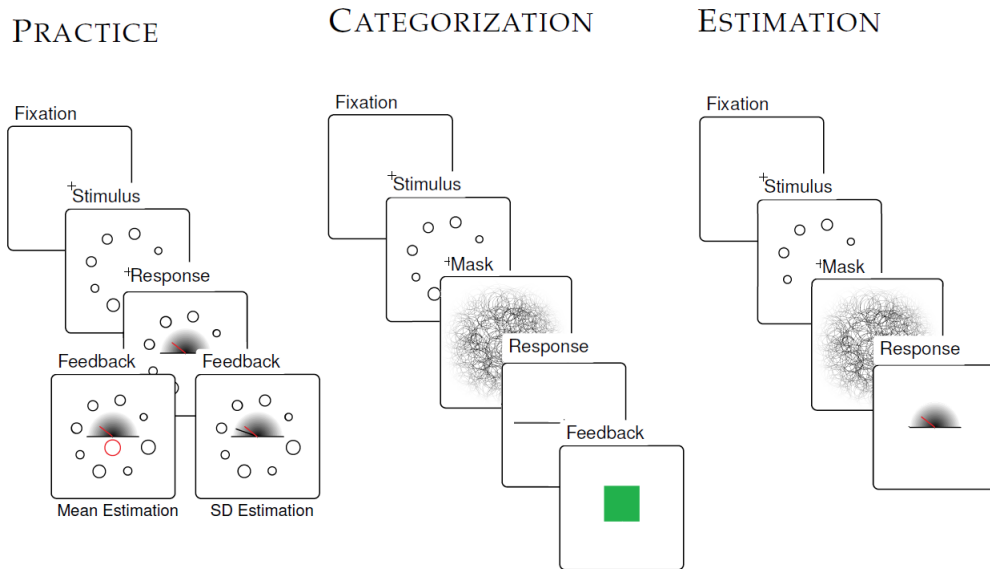 PRACTICE
Fixation
Stimulus
Response
Feedback
Feedback
Mean Estimation
SD Estimation
CATEGORIZATION
Fixation
Stimulus
Mask
Response
Feedback
ESTIMATION
Fixation
Stimulus
Mask
Response